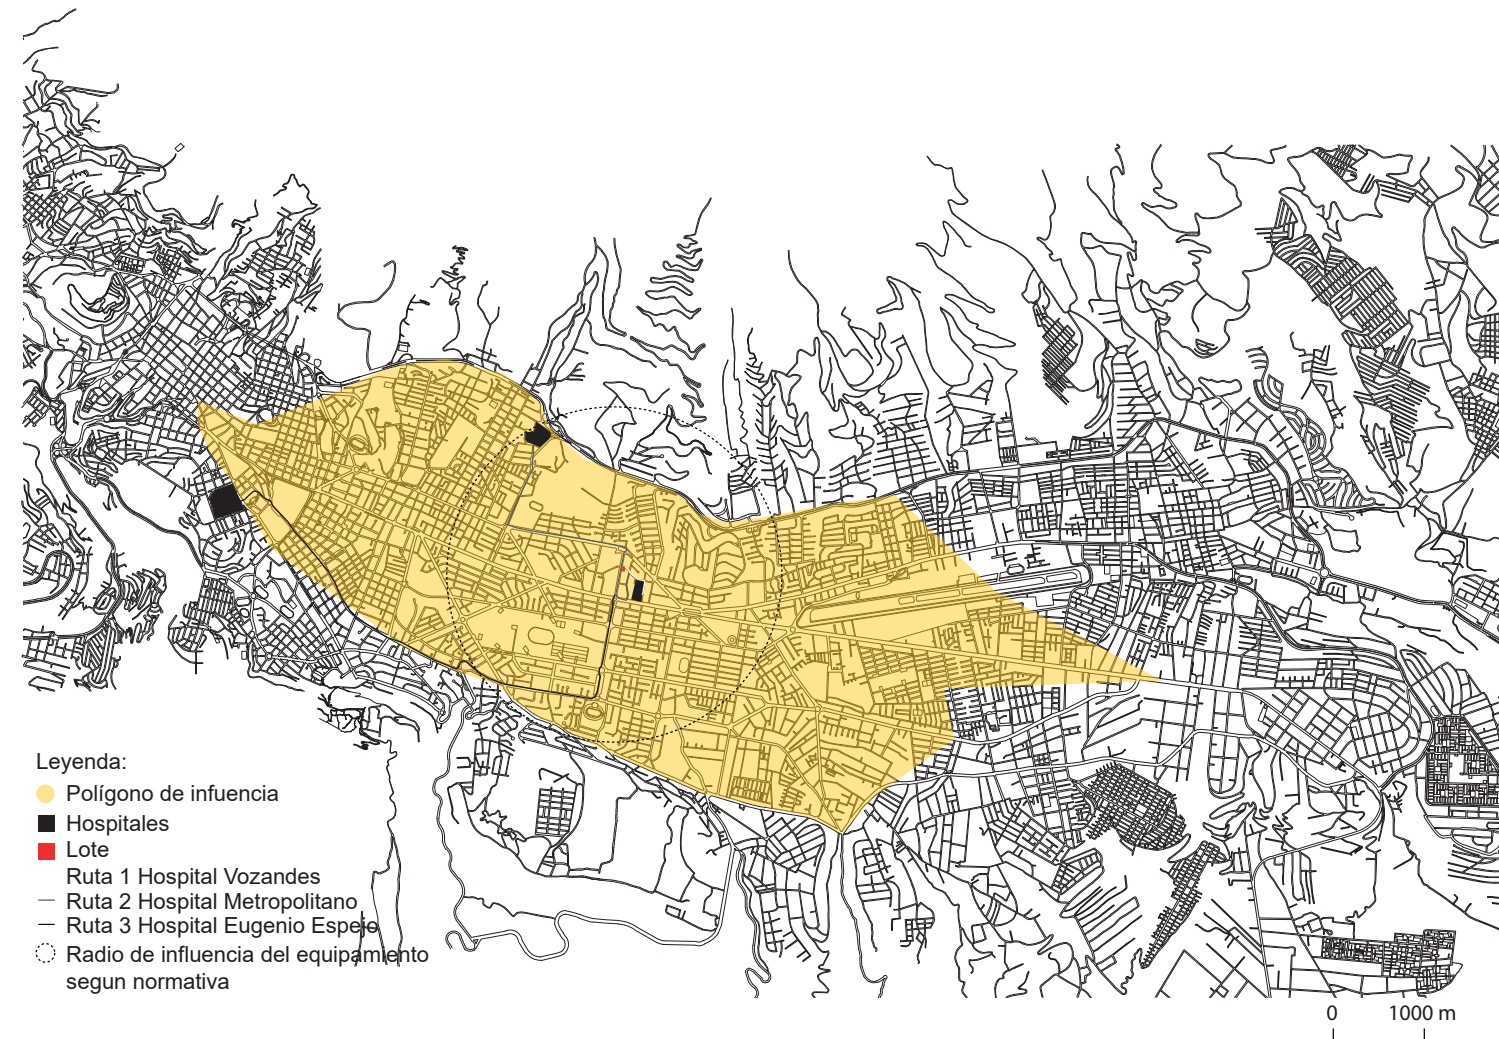 Leyenda:
Polígono de infuencia
Hospitales
Lote
Ruta 1 Hospital Vozandes
Ruta 2 Hospital Metropolitano
Ruta 3 Hospital Eugenio Espejo
Radio de influencia del equipamiento
segun normativa
0 1000 m